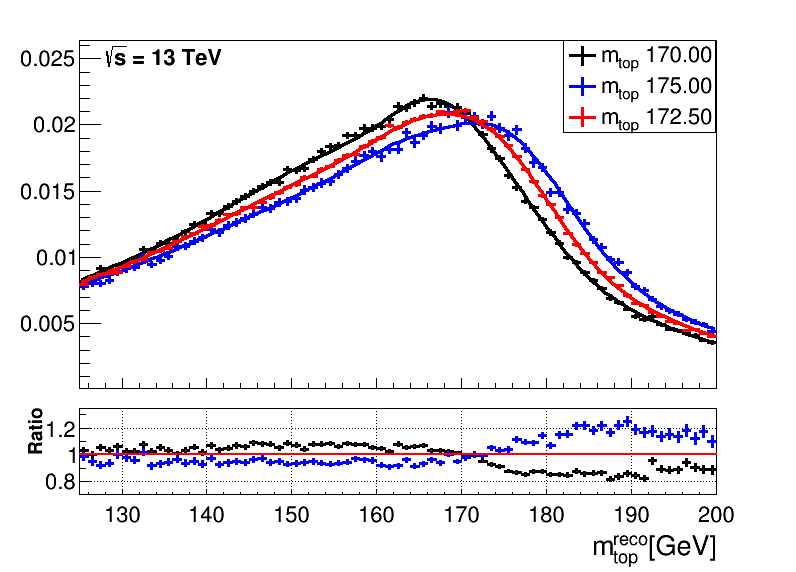 0.025
0.02
0.015
0.01
0.005
√s = 13 TeV
m_top 170.00
m_top 175.00
m_top 172.50
Ratio
1.2
1
0.8
130 140 150 160 170 180 190 200
m_top^reco[GeV]